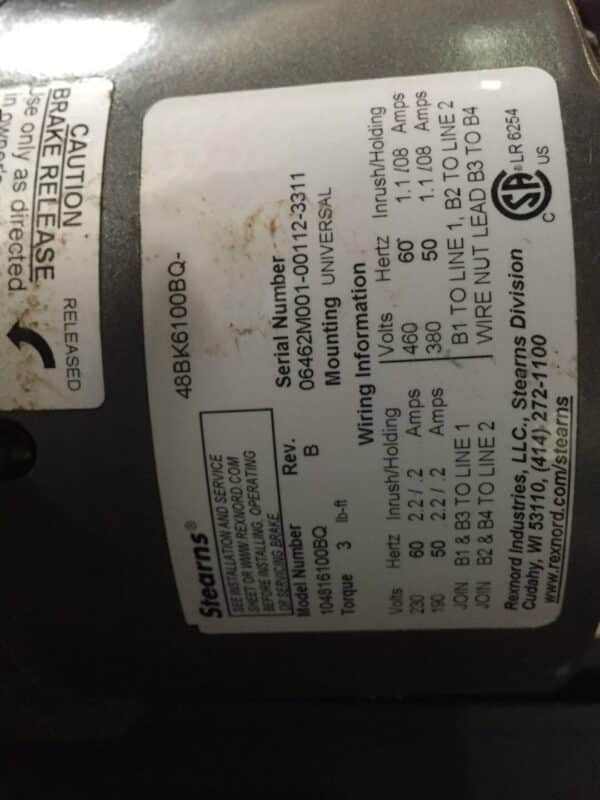 CAUTION
BRAKE RELEASE
Use only as directed
RELEASED
48BK6100BQ-
Stearns®
SEE INSTALLATION AND SERVICE
SHEET OR WWW.REXNORD.COM
BEFORE INSTALLING, OPERATING
OR SERVICING BRAKE
Model Number Rev. Serial Number
104816100BQ B 06462M001-00112-3311
Torque 3 lb-ft Mounting UNIVERSAL
Wiring Information
Volts Hertz Inrush/Holding Volts Hertz Inrush/Holding
230 60 2.2 / .2 Amps 460 60 1.1 /08 Amps
190 50 2.2 / .2 Amps 380 50 1.1 /08 Amps
JOIN B1 & B3 TO LINE 1 B1 TO LINE 1, B2 TO LINE 2
JOIN B2 & B4 TO LINE 2 WIRE NUT LEAD B3 TO B4
Rexnord Industries, LLC., Stearns Division
Cudahy, WI 53110, (414) 272-1100
www.rexnord.com/stearns
C SA ® US
LR 6254